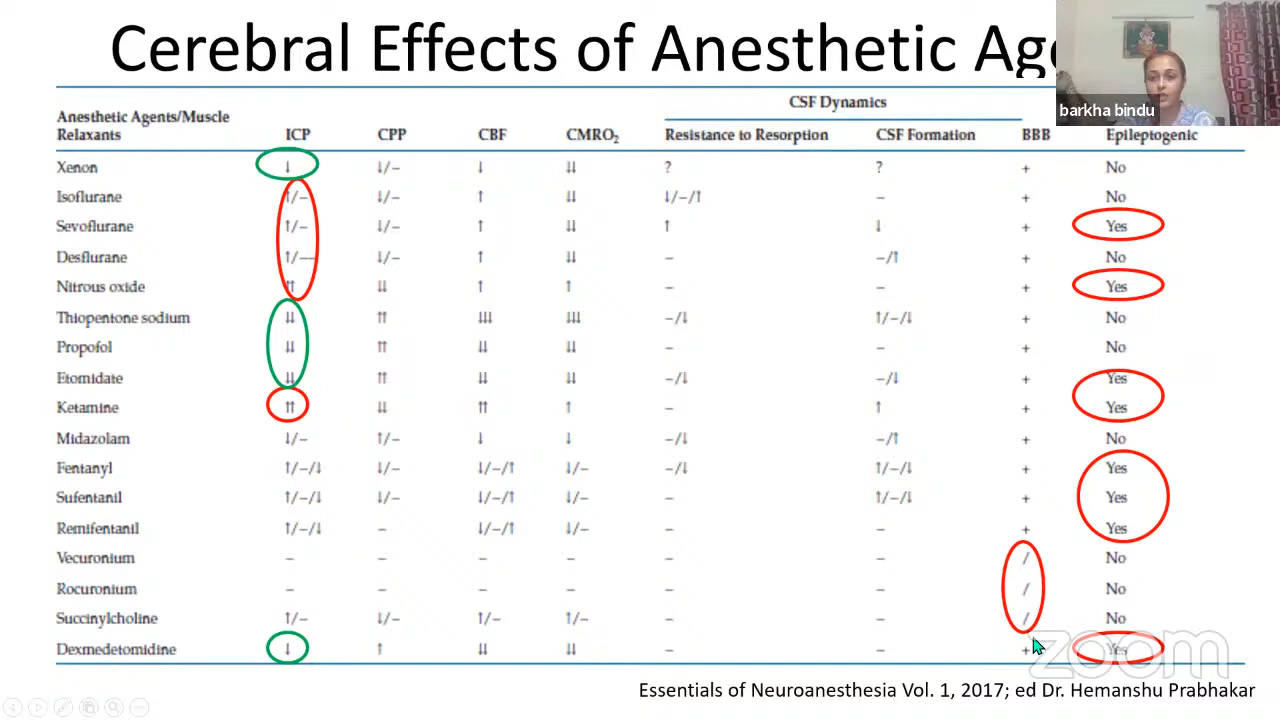 Cerebral Effects of Anesthetic Age
barkha bindu
CSF Dynamics
Anesthetic Agents/Muscle
Relaxants ICP CPP CBF CMRO₂ Resistance to Resorption CSF Formation BBB Epileptogenic
Xenon ↓ ↓/– ↓ ↓↓ ? ? + No
Isoflurane ↑/– ↓/– ↑ ↓↓ ↓/–/↑ – + No
Sevoflurane ↑/– ↓/– ↑ ↓↓ ↑ ↓ + Yes
Desflurane ↑/— ↓/– ↑ ↓↓ – –/↑ + No
Nitrous oxide ↑↑ ↓↓ ↑ ↑ – – + Yes
Thiopentone sodium ↓↓ ↑↑ ↓↓↓ ↓↓↓ –/↓ ↑/–/↓ + No
Propofol ↓↓ ↑↑ ↓↓ ↓↓ – – + No
Etomidate ↓↓ ↑↑ ↓↓ ↓↓ –/↓ –/↓ + Yes
Ketamine ↑↑ ↓↓ ↑↑ ↑ – ↑ + Yes
Midazolam ↓/– ↑/– ↓ ↓ –/↓ –/↑ + No
Fentanyl ↑/–/↓ ↓/– ↓/–/↑ ↓/– –/↓ ↑/–/↓ + Yes
Sufentanil ↑/–/↓ ↓/– ↓/–/↑ ↓/– – ↑/–/↓ + Yes
Remifentanil ↑/–/↓ – ↓/–/↑ ↓/– – – + Yes
Vecuronium – – – – – – / No
Rocuronium – – – – – – / No
Succinylcholine ↑/– ↓/– ↑/– ↑/– – – / No
Dexmedetomidine ↓ ↑ ↓↓ ↓↓ – – + Yes
zoom
Essentials of Neuroanesthesia Vol. 1, 2017; ed Dr. Hemanshu Prabhakar